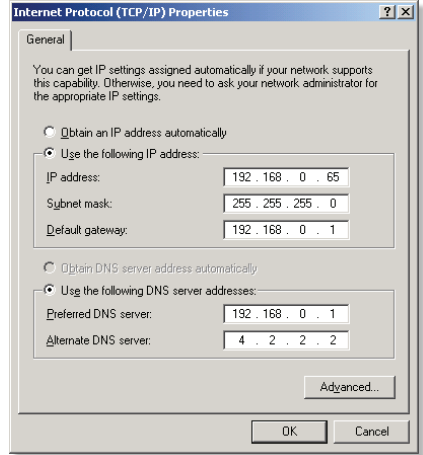 Internet Protocol (TCP/IP) Properties
? X
General
You can get IP settings assigned automatically if your network supports
this capability. Otherwise, you need to ask your network administrator for
the appropriate IP settings.
Obtain an IP address automatically
Use the following IP address:
IP address: 192 . 168 . 0 . 65
Subnet mask: 255 . 255 . 255 . 0
Default gateway: 192 . 168 . 0 . 1
Obtain DNS server address automatically
Use the following DNS server addresses:
Preferred DNS server: 192 . 168 . 0 . 1
Alternate DNS server: 4 . 2 . 2 . 2
Advanced...
OK Cancel